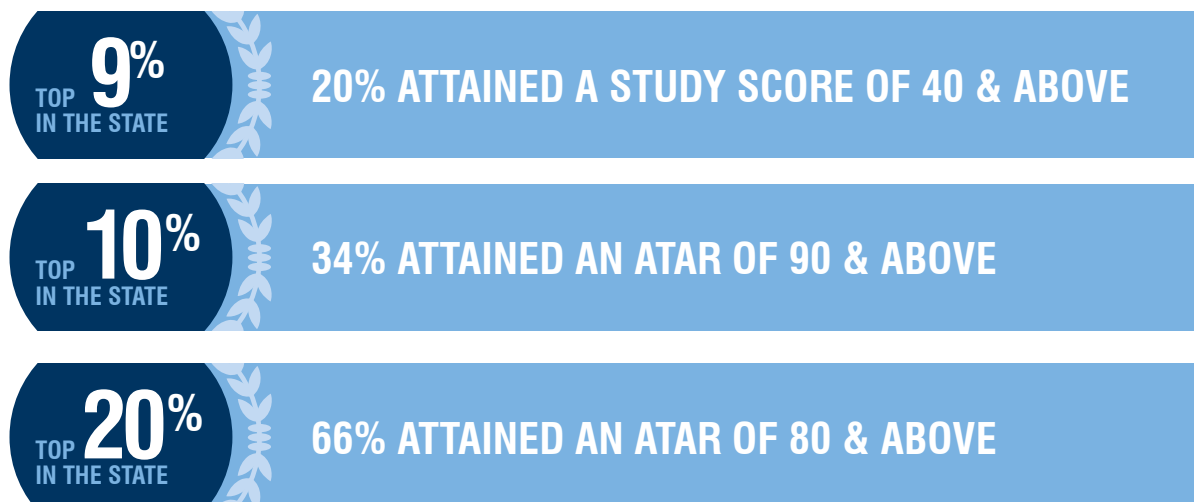 TOP 9%
IN THE STATE
20% ATTAINED A STUDY SCORE OF 40 & ABOVE
TOP 10%
IN THE STATE
34% ATTAINED AN ATAR OF 90 & ABOVE
TOP 20%
IN THE STATE
66% ATTAINED AN ATAR OF 80 & ABOVE